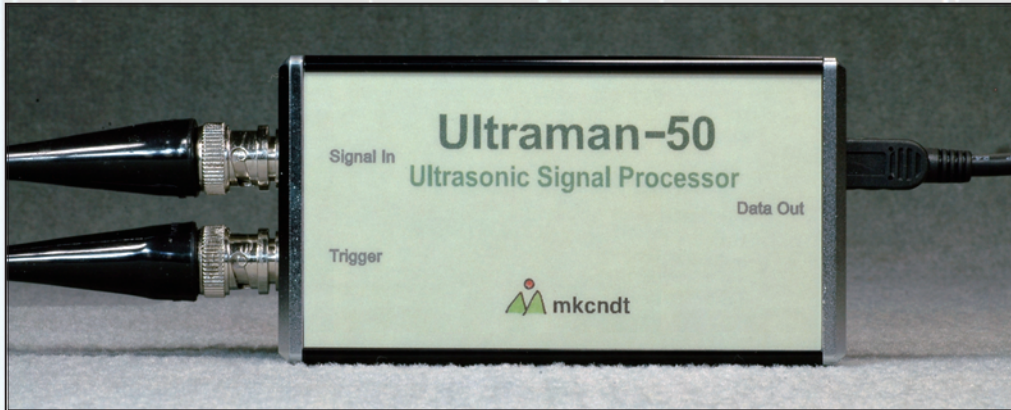 Ultraman-50
Signal In
Ultrasonic Signal Processor
Data Out
Trigger
mkcndt